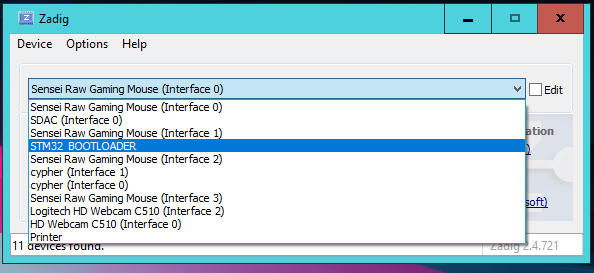 Zadig
Device Options Help
Sensei Raw Gaming Mouse (Interface 0)
Edit
Sensei Raw Gaming Mouse (Interface 0)
SDAC (Interface 0)
Sensei Raw Gaming Mouse (Interface 1)
STM32 BOOTLOADER
Sensei Raw Gaming Mouse (Interface 2)
cypher (Interface 1)
cypher (Interface 0)
Sensei Raw Gaming Mouse (Interface 3)
Logitech HD Webcam C510 (Interface 2)
HD Webcam C510 (Interface 0)
Printer
ation
)
soft)
11 devices found.
Zadig 2.4.721